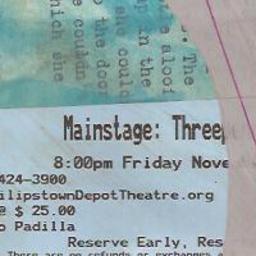 The
e aloof
p in the
she could
o the door
e couldn
which she
Mainstage: Threep
8:00pm Friday Nove
424-3900
ilipstownDepotTheatre.org
@ $ 25.00
o Padilla
Reserve Early, Res
There are no refunds or exchanges